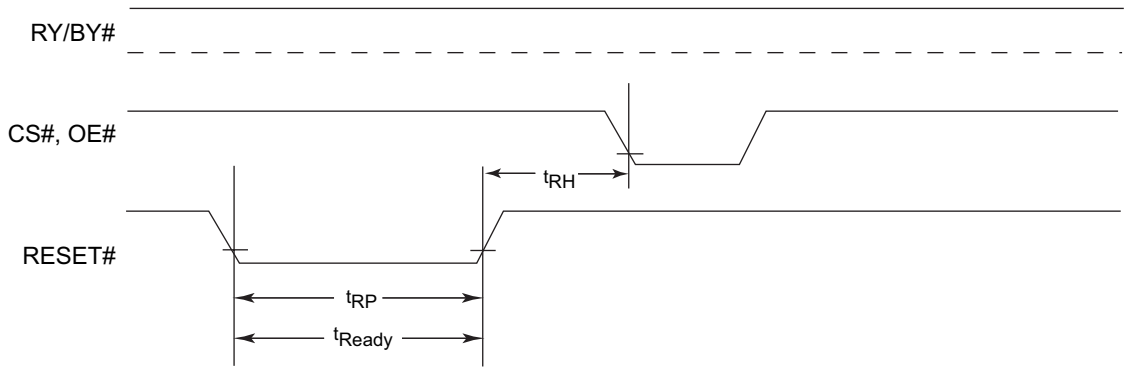 RY/BY#
CS#, OE#
tRH
RESET#
tRP
tReady